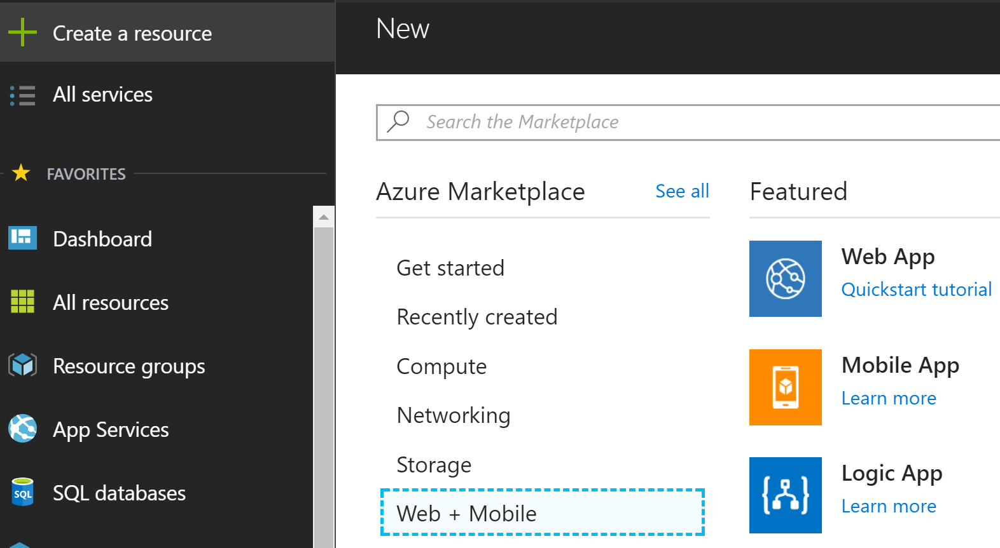 Create a resource
All services
FAVORITES
Dashboard
All resources
Resource groups
App Services
SQL
SQL databases
New
Search the Marketplace
Azure Marketplace
See all
Get started
Recently created
Compute
Networking
Storage
Web + Mobile
Featured
Web App
Quickstart tutorial
Mobile App
Learn more
Logic App
Learn more